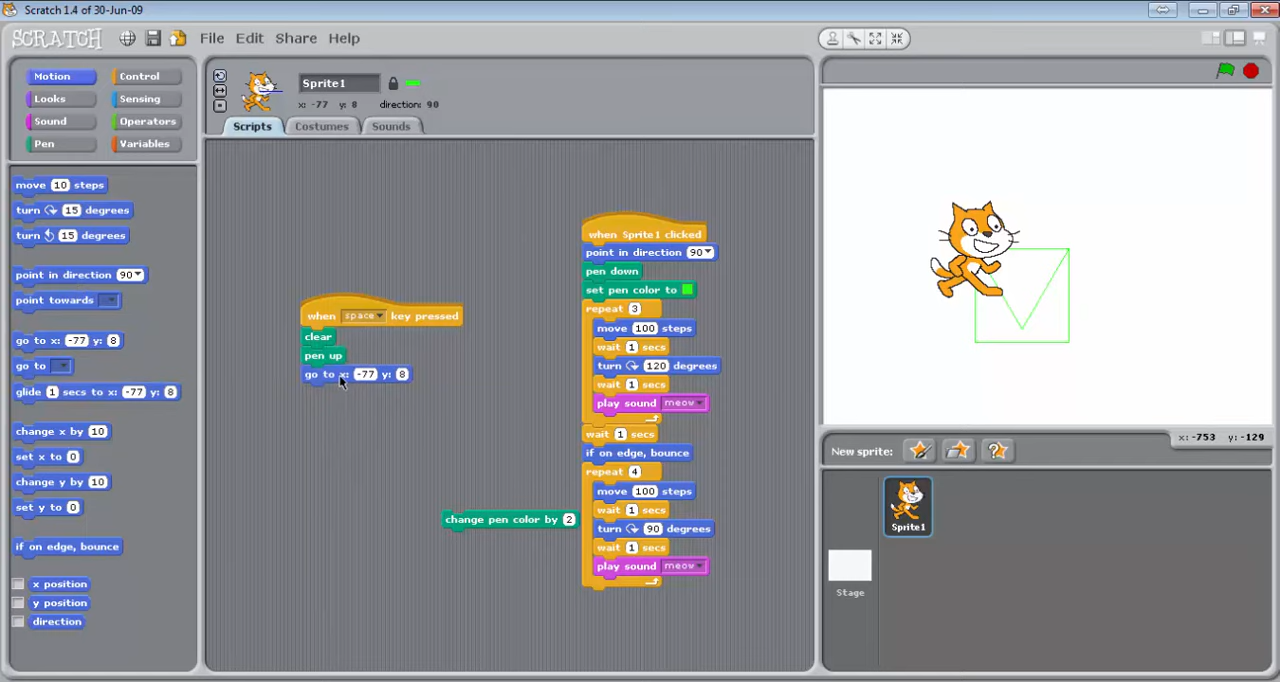 Scratch 1.4 of 30-Jun-09
SCRATCH File Edit Share Help
Motion Control
Looks Sensing
Sound Operators
Pen Variables
move 10 steps
turn 15 degrees
turn 15 degrees
point in direction 90
point towards
go to x: -77 y: 8
go to
glide 1 secs to x: -77 y: 8
change x by 10
set x to 0
change y by 10
set y to 0
if on edge, bounce
x position
y position
direction
Sprite1
x: -77 y: 8 direction: 90
Scripts Costumes Sounds
when space key pressed
clear
pen up
go to x: -77 y: 8
change pen color by 2
when Sprite1 clicked
point in direction 90
pen down
set pen color to
repeat 3
move 100 steps
wait 1 secs
turn 120 degrees
wait 1 secs
play sound meow
wait 1 secs
if on edge, bounce
repeat 4
move 100 steps
wait 1 secs
turn 90 degrees
wait 1 secs
play sound meow
x: -753 y: -129
New sprite:
Sprite1
Stage